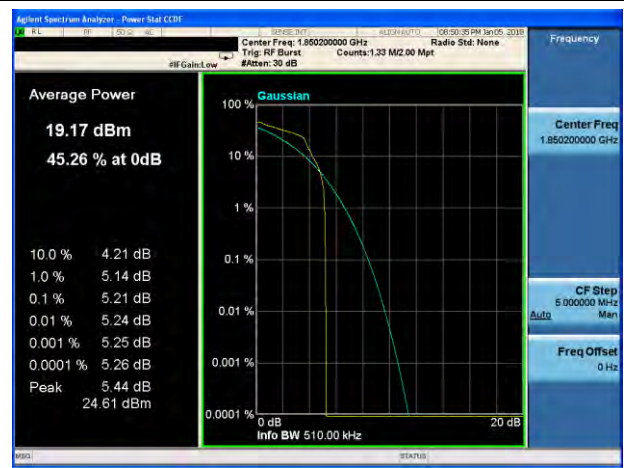 Agilent Spectrum Analyzer - Power Stat CCDF
RL RF 50 Ω AC SENSE:INT ALIGN AUTO 08:50:35 PM Jan 05, 2019
Center Freq: 1.850200000 GHz Radio Std: None
Trig: RF Burst Counts:1.33 M/2.00 Mpt
#IFGain:Low #Atten: 30 dB
Frequency
Average Power
19.17 dBm
45.26 % at 0dB
10.0 % 4.21 dB
1.0 % 5.14 dB
0.1 % 5.21 dB
0.01 % 5.24 dB
0.001 % 5.25 dB
0.0001 % 5.26 dB
Peak 5.44 dB
24.61 dBm
Gaussian
100 %
10 %
1 %
0.1 %
0.01 %
0.001 %
0.0001 %
0 dB 20 dB
Info BW 510.00 kHz
Center Freq
1.850200000 GHz
CF Step
5.000000 MHz
Auto Man
Freq Offset
0 Hz
MSG STATUS